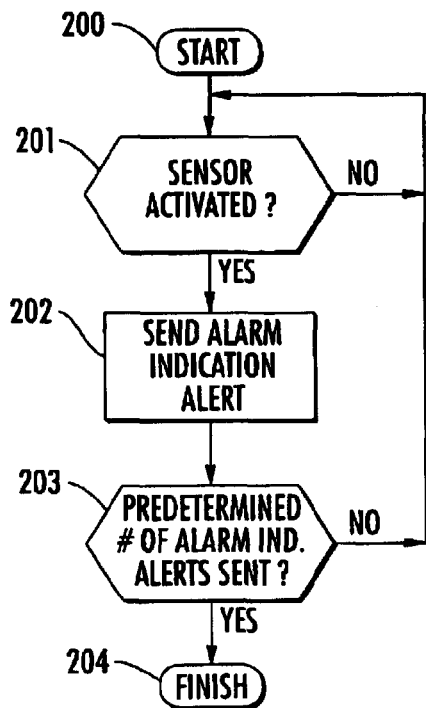 200
START
201
SENSOR
ACTIVATED ?
NO
YES
202
SEND ALARM
INDICATION
ALERT
203
PREDETERMINED
# OF ALARM IND.
ALERTS SENT ?
NO
YES
204
FINISH